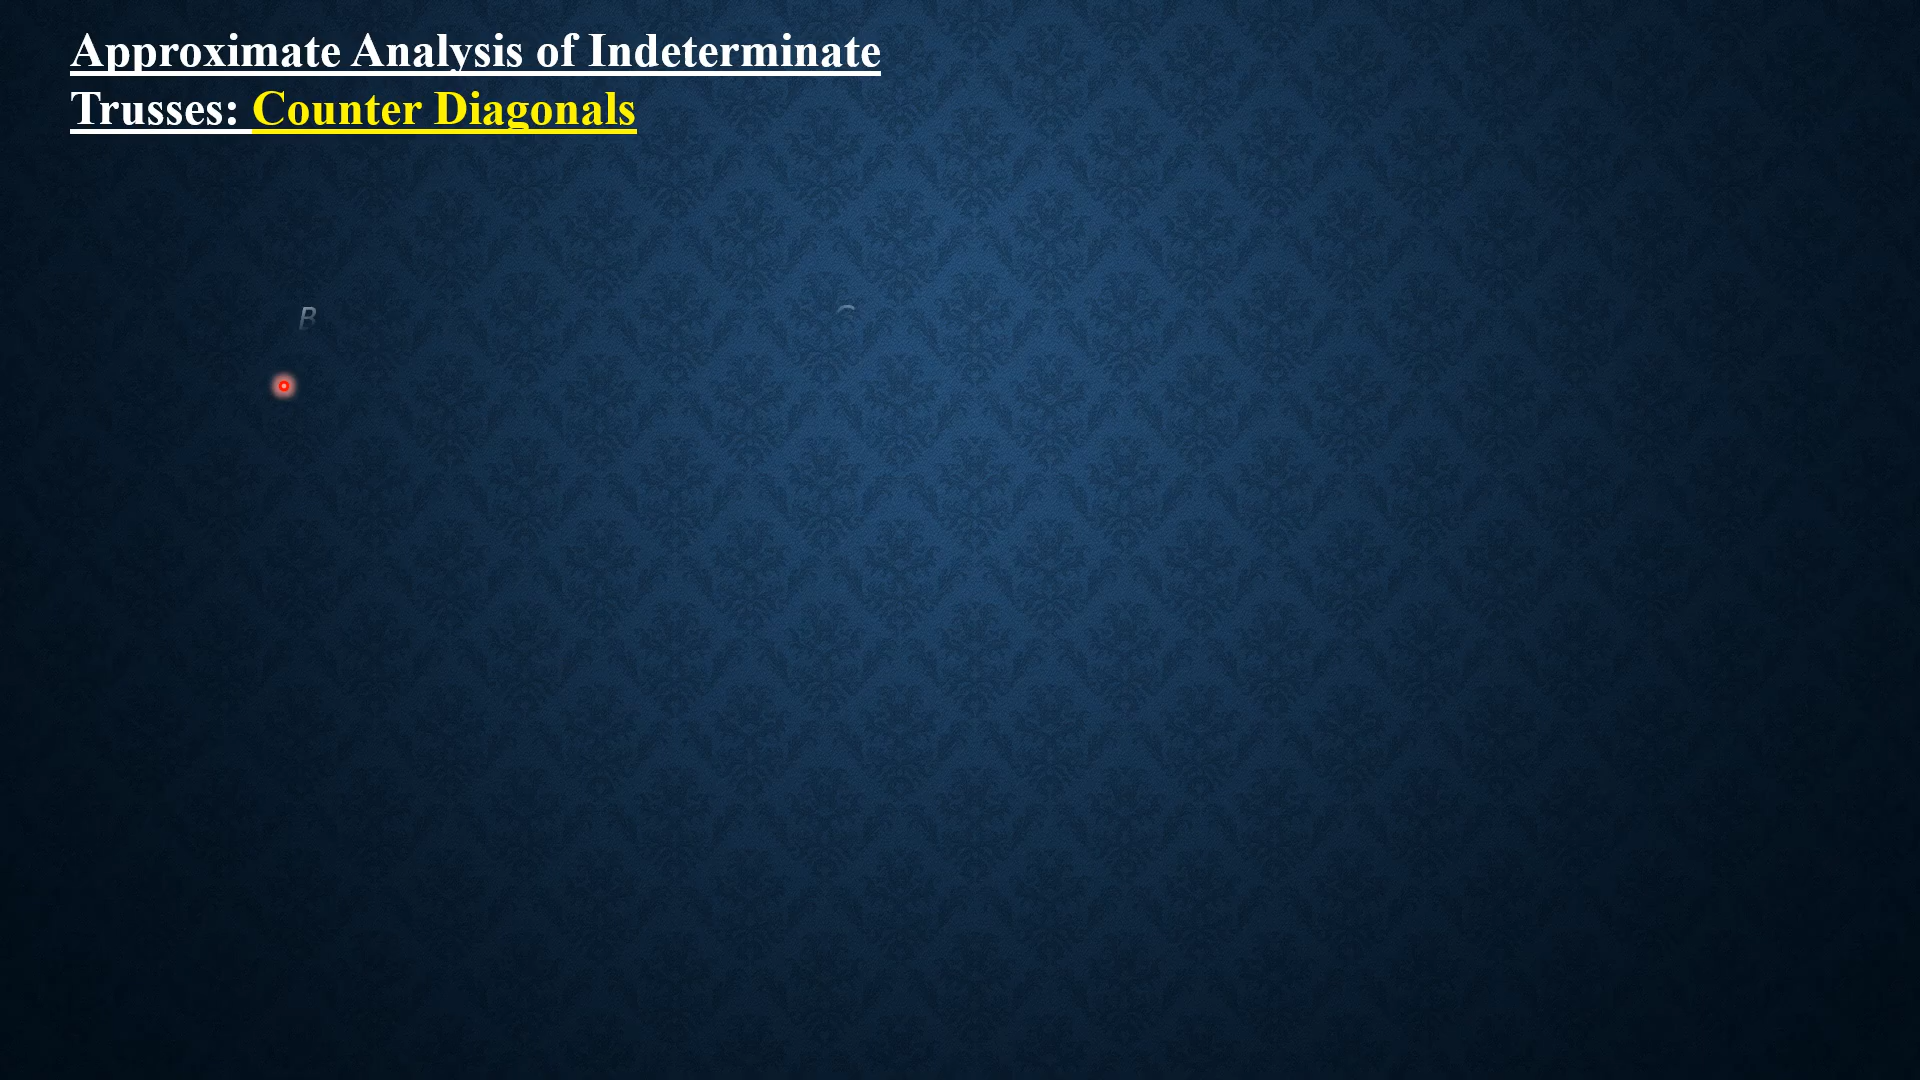 Approximate Analysis of Indeterminate
Trusses: Counter Diagonals
B